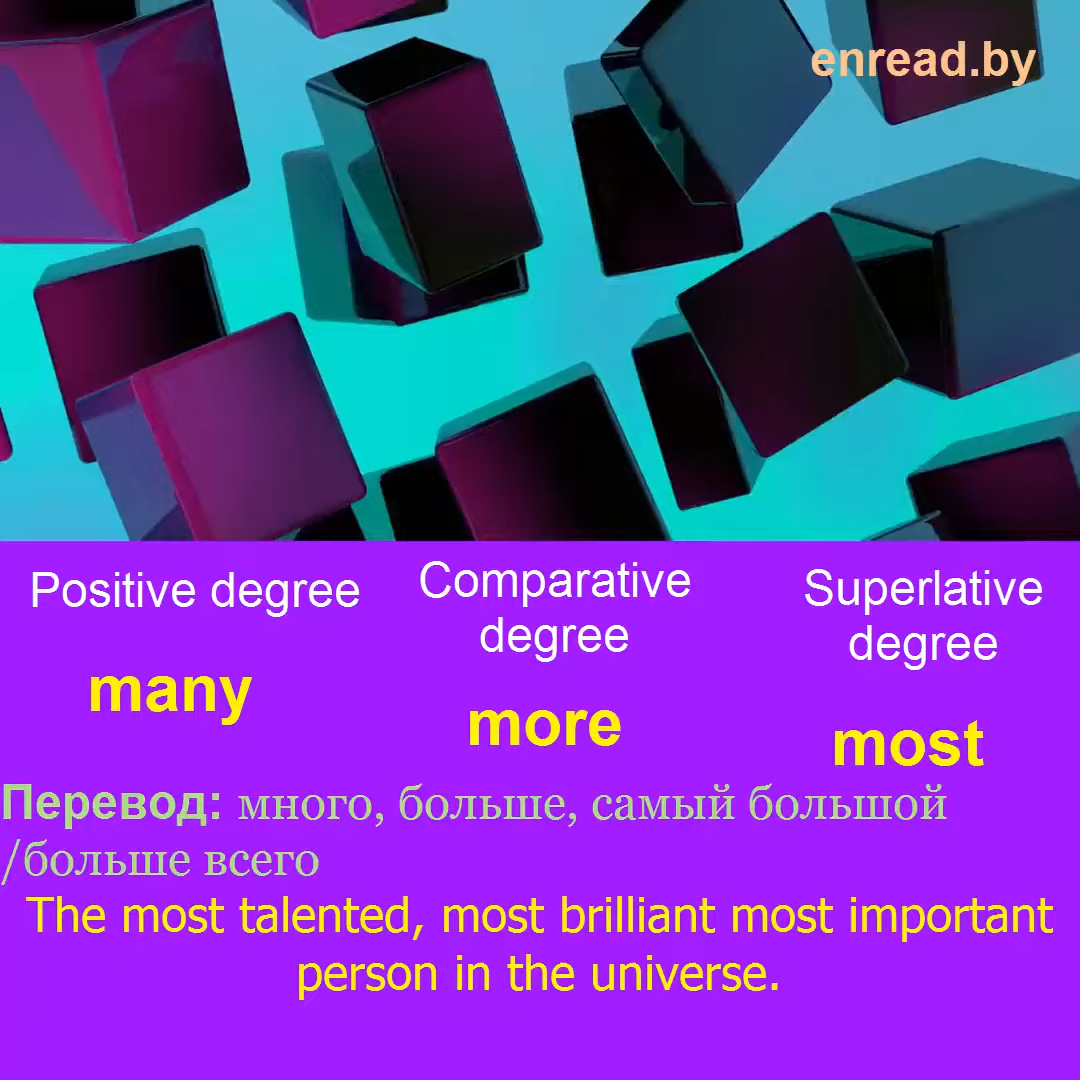 enread.by
Positive degree
many
Comparative
degree
more
Superlative
degree
most
Перевод: много, больше, самый большой
/больше всего
The most talented, most brilliant most important
person in the universe.